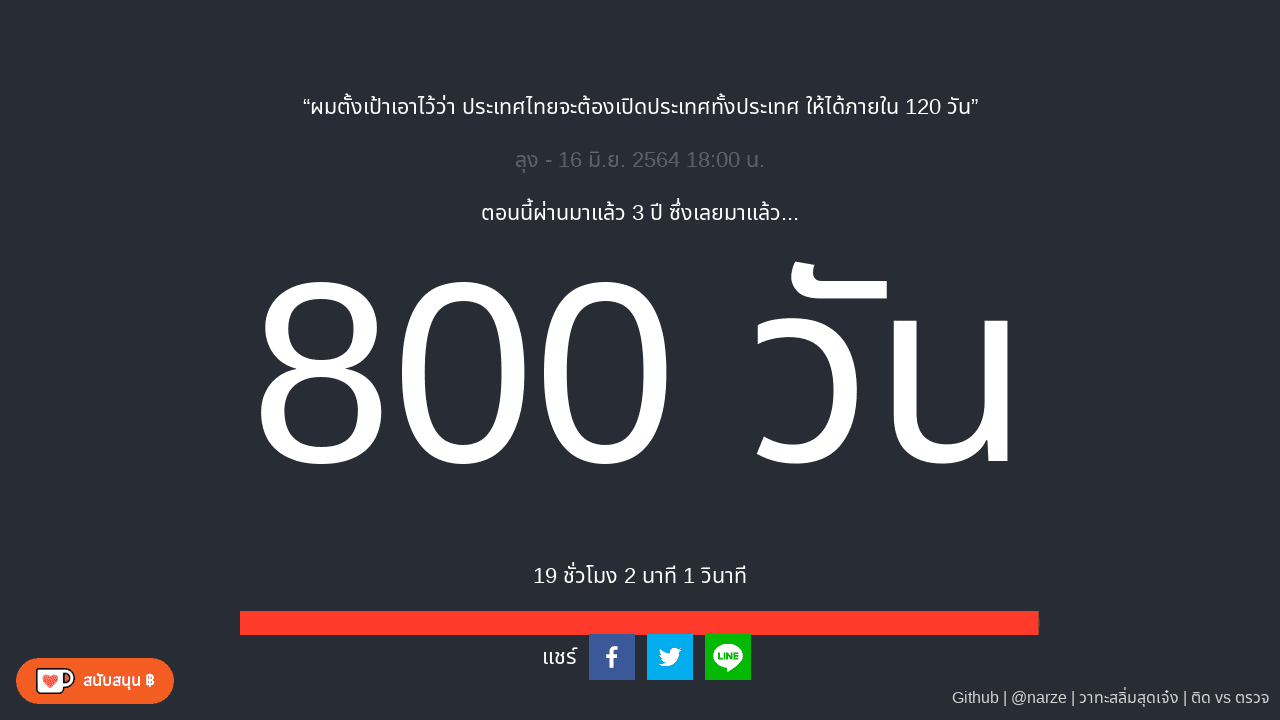 “ผมตั้งเป้าเอาไว้ว่า ประเทศไทยจะต้องเปิดประเทศทั้งประเทศ ให้ได้ภายใน 120 วัน”
ลุง - 16 มิ.ย. 2564 18:00 น.
ตอนนี้ผ่านมาแล้ว 3 ปี ซึ่งเลยมาแล้ว...
800 วัน
19 ชั่วโมง 2 นาที 1 วินาที
แชร์
LINE
สนับสนุน ฿
Github | @narze | วาทะสลิ่มสุดเจ๋ง | ติด vs ตรวจ